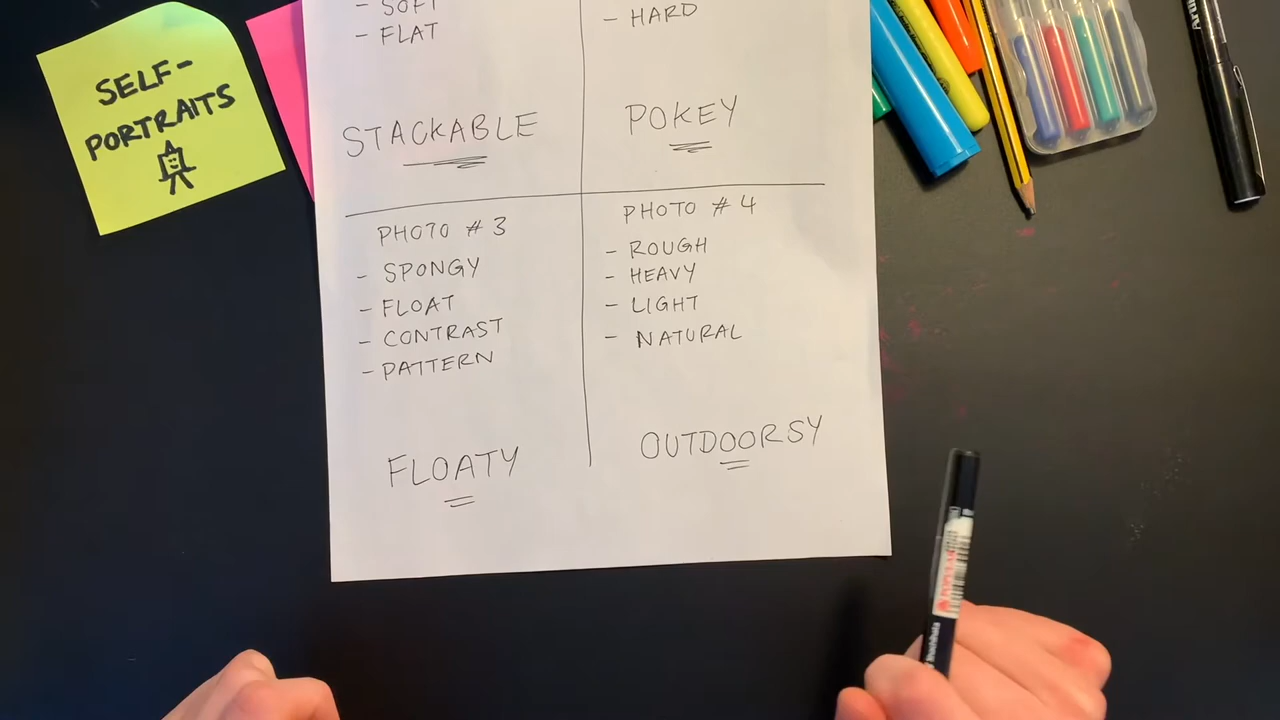 SELF-
PORTRAITS
- SOFT
- FLAT
STACKABLE
- HARD
POKEY
PHOTO # 3
- SPONGY
- FLOAT
- CONTRAST
- PATTERN
FLOATY
PHOTO # 4
- ROUGH
- HEAVY
- LIGHT
- NATURAL
OUTDOORSY